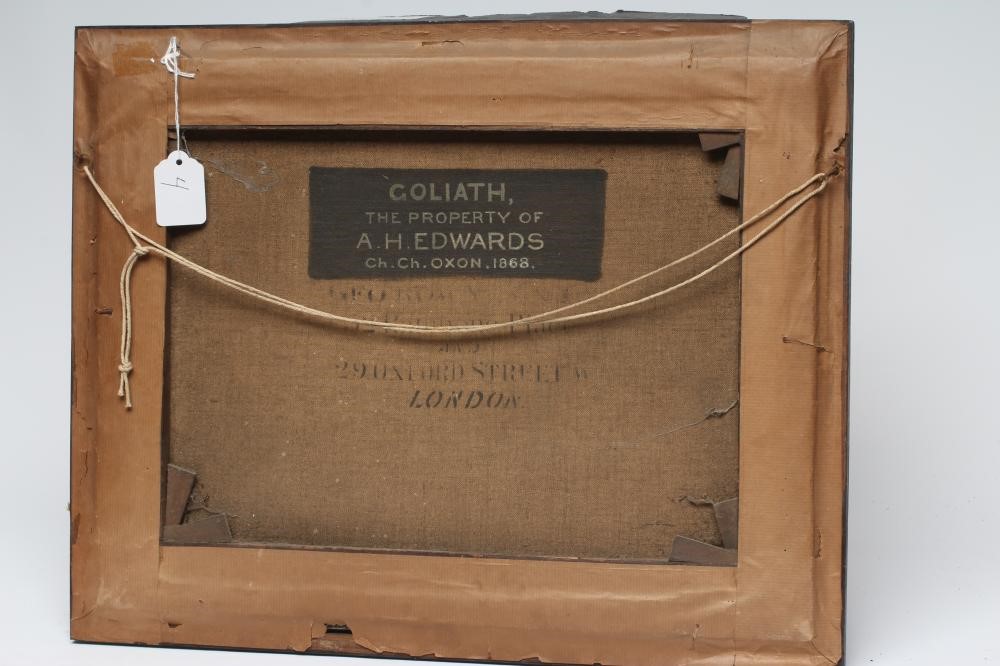 4
GOLIATH,
THE PROPERTY OF
A.H. EDWARDS
Ch. Ch. OXON, 1868.
29.OXFORD STREET W
LONDON.